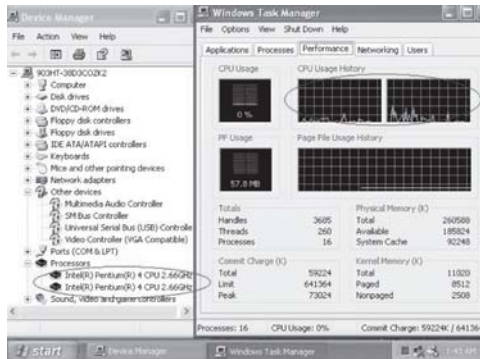 Device Manager
File Action View Help
903HT-38D3COZK2
Computer
Disk drives
DVD/CD-ROM drives
Floppy disk controllers
Floppy disk drives
IDE ATA/ATAPI controllers
Keyboards
Mice and other pointing devices
Network adapters
Other devices
Multimedia Audio Controller
SM Bus Controller
Universal Serial Bus (USB) Controlle
Video Controller (VGA Compatible)
Ports (COM & LPT)
Processors
Intel(R) Pentium(R) 4 CPU 2.66GHz
Intel(R) Pentium(R) 4 CPU 2.66GHz
Sound, video and game controllers
Windows Task Manager
File Options View Shut Down Help
Applications Processes Performance Networking Users
CPU Usage CPU Usage History
0 %
PF Usage Page File Usage History
57.8 MB
Totals
Handles 3685
Threads 260
Processes 16
Physical Memory (K)
Total 260588
Available 185824
System Cache 92248
Commit Charge (K)
Total 59224
Limit 641364
Peak 73024
Kernel Memory (K)
Total 11020
Paged 8512
Nonpaged 2508
Processes: 16 CPU Usage: 0% Commit Charge: 59224K / 64136
start Device Manager Windows Task Manager 1:45 AM